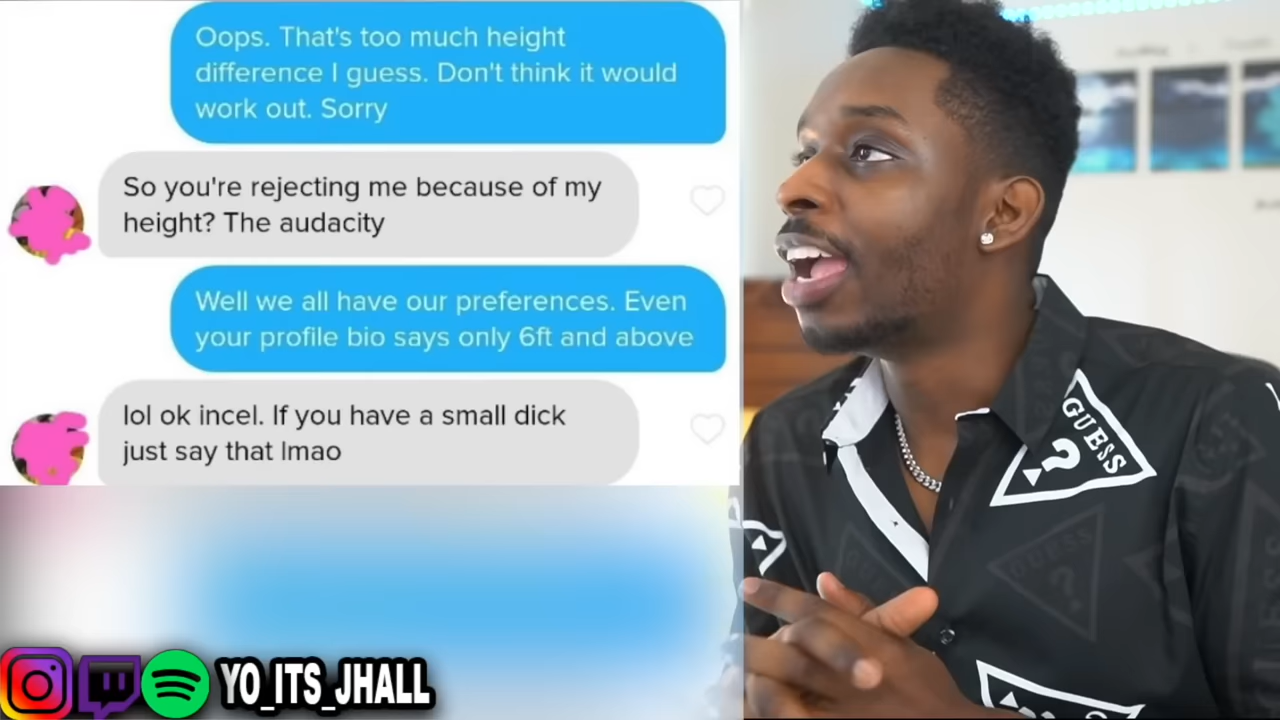 Oops. That's too much height
difference I guess. Don't think it would
work out. Sorry
So you're rejecting me because of my
height? The audacity
Well we all have our preferences. Even
your profile bio says only 6ft and above
lol ok incel. If you have a small dick
just say that lmao
YO_ITS_JHALL
GUESS
?